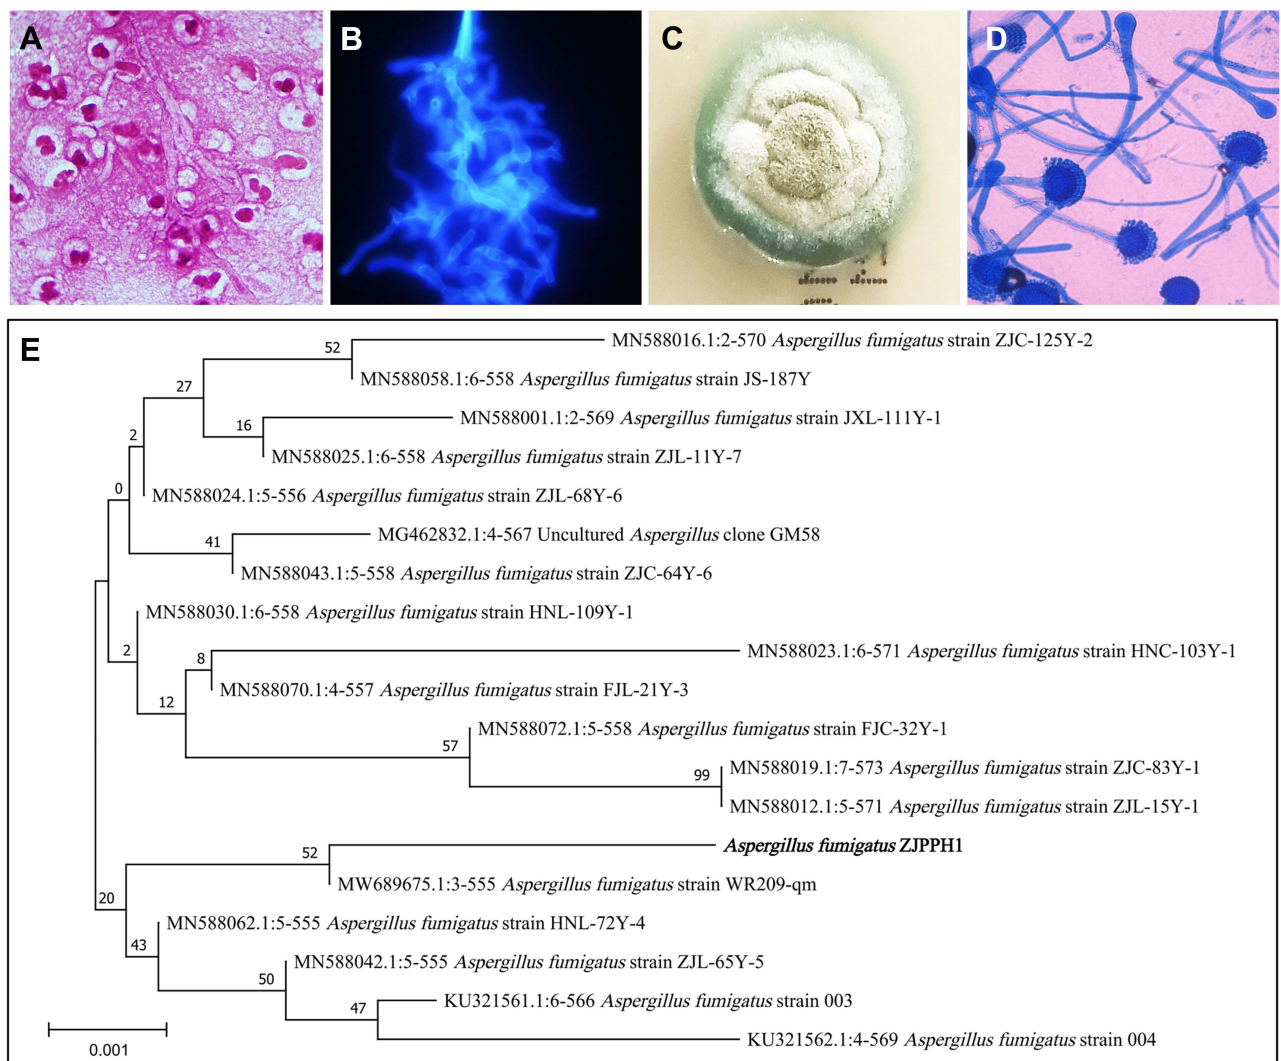 A
B
C
D
E
MN588016.1:2-570 Aspergillus fumigatus strain ZJC-125Y-2
52
MN588058.1:6-558 Aspergillus fumigatus strain JS-187Y
27
MN588001.1:2-569 Aspergillus fumigatus strain JXL-111Y-1
16
MN588025.1:6-558 Aspergillus fumigatus strain ZJL-11Y-7
2
MN588024.1:5-556 Aspergillus fumigatus strain ZJL-68Y-6
0
MG462832.1:4-567 Uncultured Aspergillus clone GM58
41
MN588043.1:5-558 Aspergillus fumigatus strain ZJC-64Y-6
MN588030.1:6-558 Aspergillus fumigatus strain HNL-109Y-1
2
MN588023.1:6-571 Aspergillus fumigatus strain HNC-103Y-1
8
MN588070.1:4-557 Aspergillus fumigatus strain FJL-21Y-3
12
MN588072.1:5-558 Aspergillus fumigatus strain FJC-32Y-1
57
MN588019.1:7-573 Aspergillus fumigatus strain ZJC-83Y-1
99
MN588012.1:5-571 Aspergillus fumigatus strain ZJL-15Y-1
Aspergillus fumigatus ZJPPH1
52
MW689675.1:3-555 Aspergillus fumigatus strain WR209-qm
20
MN588062.1:5-555 Aspergillus fumigatus strain HNL-72Y-4
43
MN588042.1:5-555 Aspergillus fumigatus strain ZJL-65Y-5
50
KU321561.1:6-566 Aspergillus fumigatus strain 003
47
KU321562.1:4-569 Aspergillus fumigatus strain 004
0.001